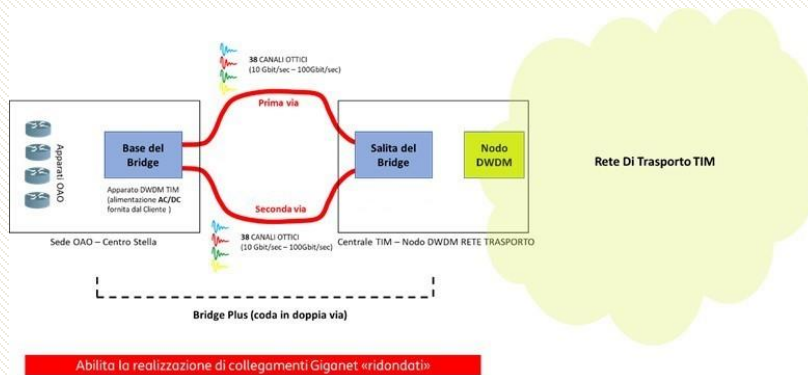 38 CANALI OTTICI
(10 Gbit/sec – 100Gbit/sec)
Prima via
Apparati OAO
Base del
Bridge
Salita del
Bridge
Nodo
DWDM
Rete Di Trasporto TIM
Apparato DWDM TIM
(alimentazione AC/DC
fornita dal Cliente )
Seconda via
38 CANALI OTTICI
(10 Gbit/sec – 100Gbit/sec)
Sede OAO – Centro Stella
Centrale TIM – Nodo DWDM RETE TRASPORTO
Bridge Plus (coda in doppia via)
Abilita la realizzazione di collegamenti Giganet «ridondati»